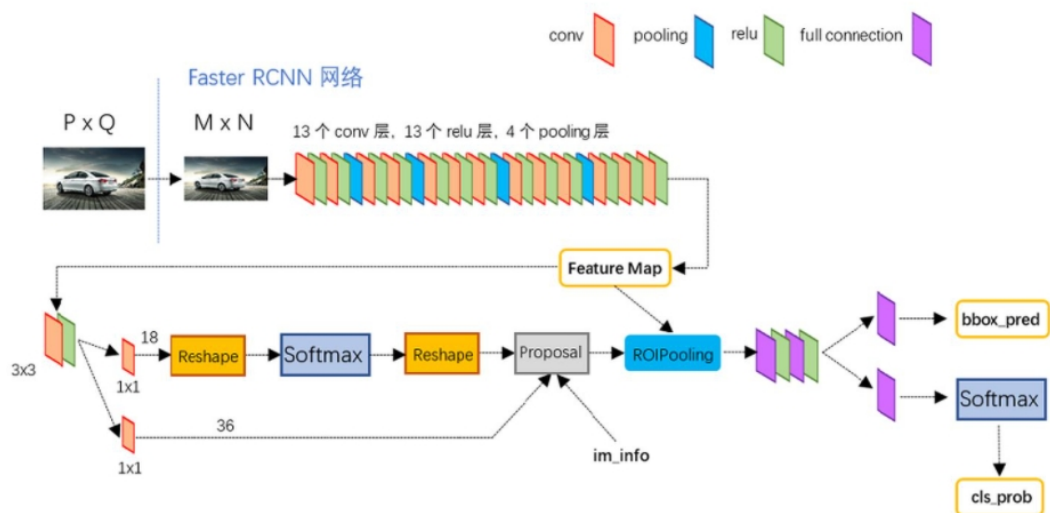 conv
pooling
relu
full connection
Faster RCNN 网络
P x Q
M x N
13 个 conv 层, 13 个 relu 层, 4 个 pooling 层
Feature Map
3x3
1x1
18
Reshape
Softmax
Reshape
Proposal
ROIPooling
bbox_pred
Softmax
cls_prob
1x1
36
im_info